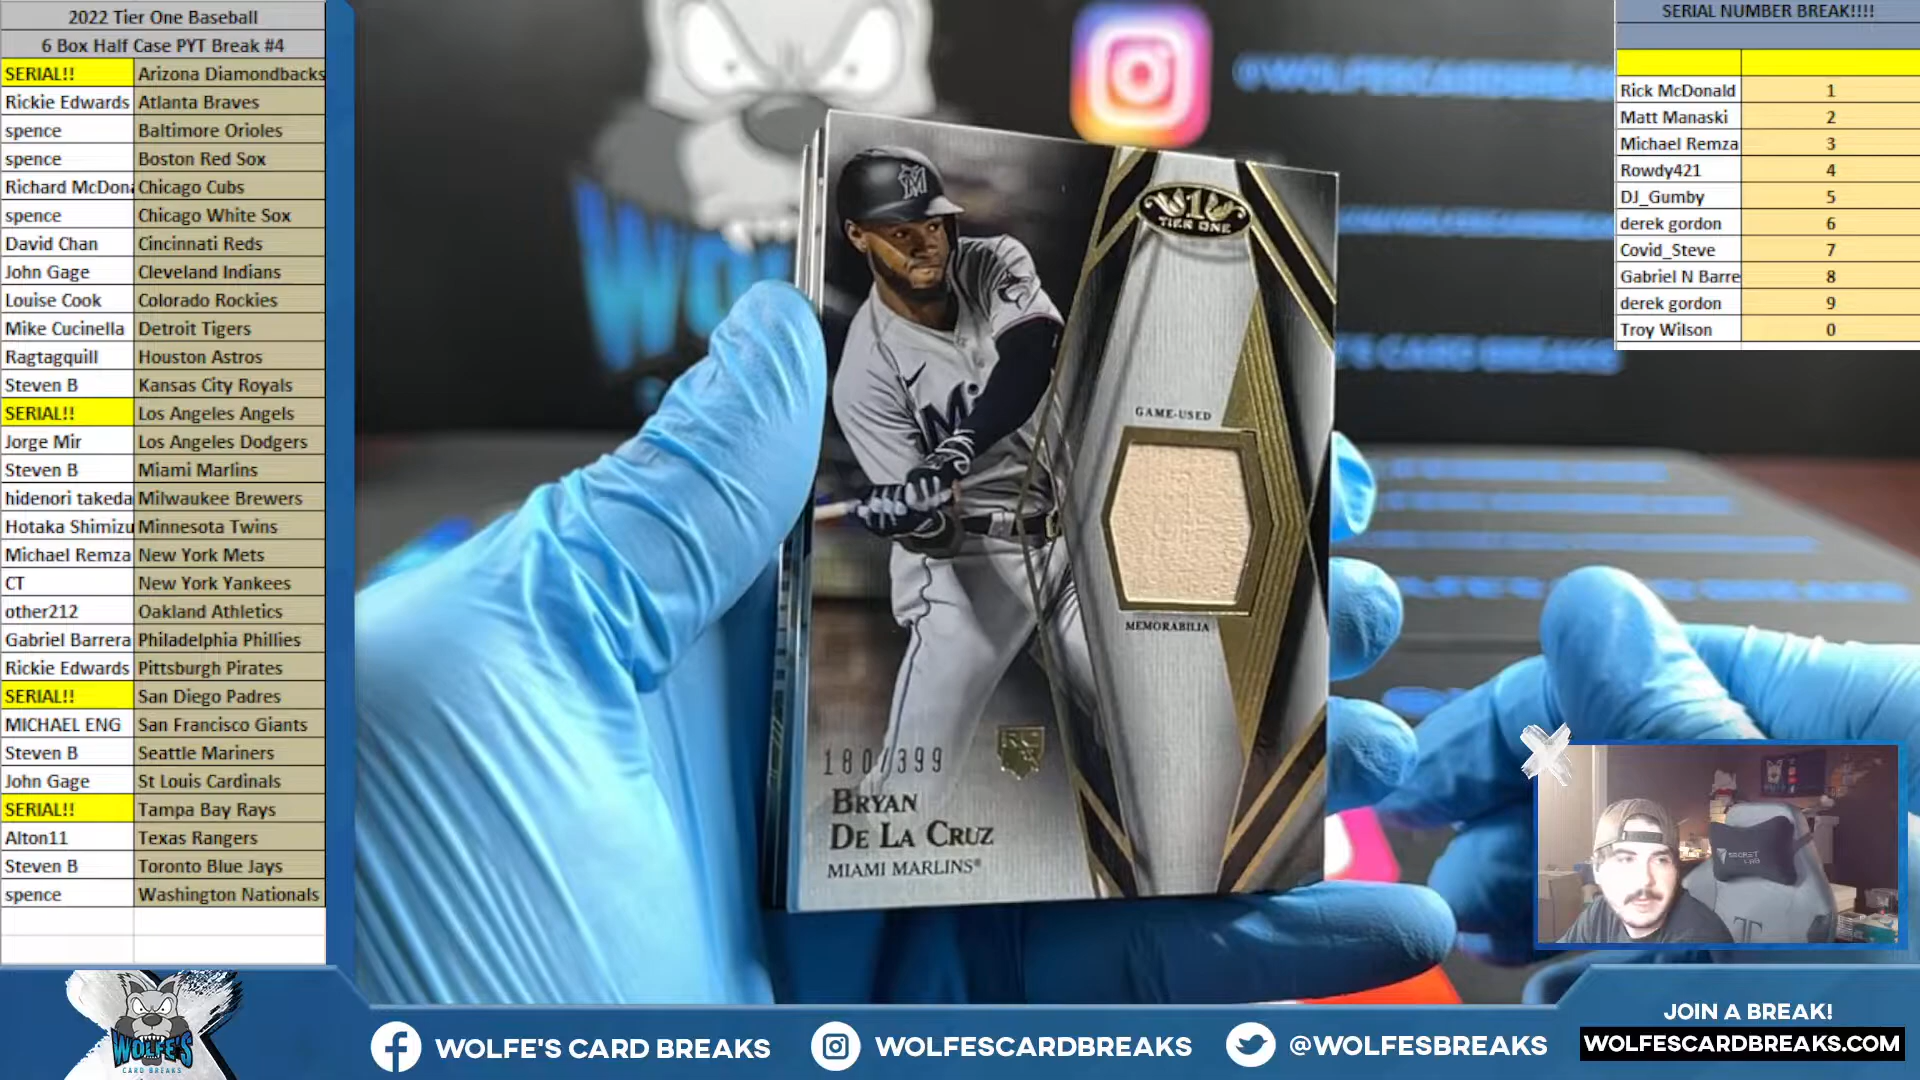 2022 Tier One Baseball
6 Box Half Case PYT Break #4
SERIAL!! Arizona Diamondbacks
Rickie Edwards Atlanta Braves
spence Baltimore Orioles
spence Boston Red Sox
Richard McDona Chicago Cubs
spence Chicago White Sox
David Chan Cincinnati Reds
John Gage Cleveland Indians
Louise Cook Colorado Rockies
Mike Cucinella Detroit Tigers
Ragtagquill Houston Astros
Steven B Kansas City Royals
SERIAL!! Los Angeles Angels
Jorge Mir Los Angeles Dodgers
Steven B Miami Marlins
hidenori takeda Milwaukee Brewers
Hotaka Shimizu Minnesota Twins
Michael Remza New York Mets
CT New York Yankees
other212 Oakland Athletics
Gabriel Barrera Philadelphia Phillies
Rickie Edwards Pittsburgh Pirates
SERIAL!! San Diego Padres
MICHAEL ENG San Francisco Giants
Steven B Seattle Mariners
John Gage St Louis Cardinals
SERIAL!! Tampa Bay Rays
Alton11 Texas Rangers
Steven B Toronto Blue Jays
spence Washington Nationals
@WOLFESCARDBREAKS
1
TIER ONE
GAME-USED
MEMORABILIA
M
180/399
RC
BRYAN
DE LA CRUZ
MIAMI MARLINS®
SERIAL NUMBER BREAK!!!!
Rick McDonald 1
Matt Manaski 2
Michael Remza 3
Rowdy421 4
DJ_Gumby 5
derek gordon 6
Covid_Steve 7
Gabriel N Barre 8
derek gordon 9
Troy Wilson 0
WOLFE'S
CARD BREAKS
WOLFE'S CARD BREAKS
WOLFESCARDBREAKS
@WOLFESBREAKS
JOIN A BREAK!
WOLFESCARDBREAKS.COM